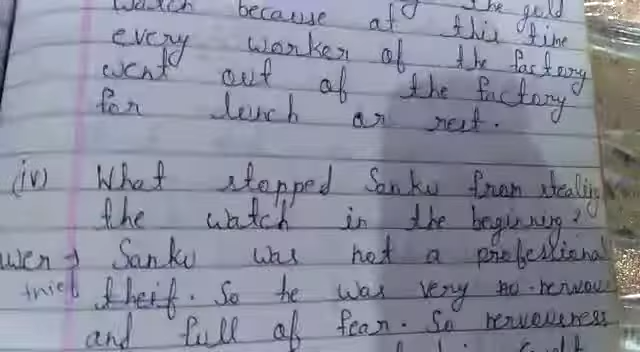 watch because at this time
every worker of the factory
went out of the factory
for lunch or rest.
(iv) What stopped Sanku from stealing
the watch in the beginning?
Sanku was not a professional
thief theif. So he was very no nervous
and full of fear. So nervousness